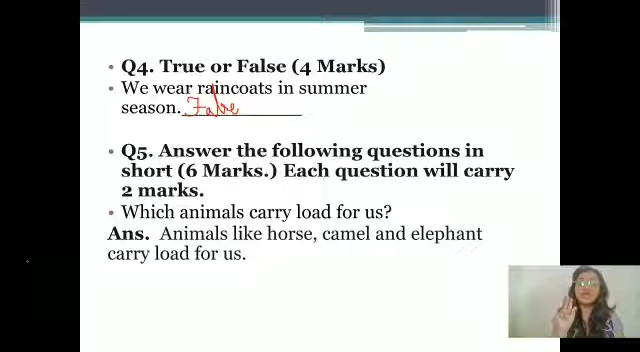 Q4. True or False (4 Marks)
We wear raincoats in summer
season. False
Q5. Answer the following questions in
short (6 Marks.) Each question will carry
2 marks.
Which animals carry load for us?
Ans. Animals like horse, camel and elephant
carry load for us.